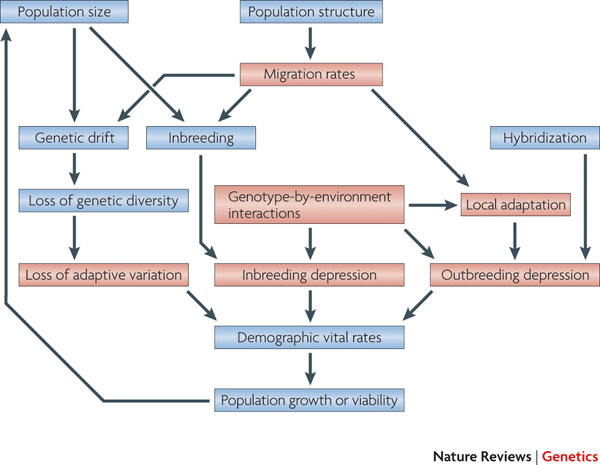 Population size
Population structure
Migration rates
Genetic drift
Inbreeding
Hybridization
Loss of genetic diversity
Genotype-by-environment
interactions
Local adaptation
Loss of adaptive variation
Inbreeding depression
Outbreeding depression
Demographic vital rates
Population growth or viability
Nature Reviews | Genetics